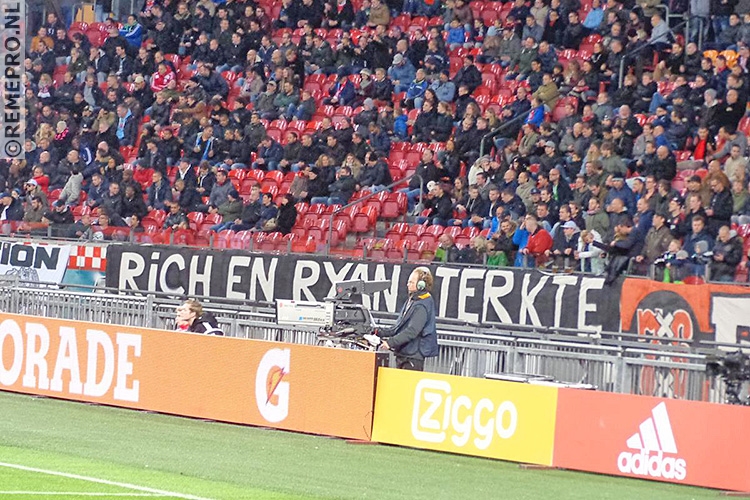 ©REMEPRO.NL
ION
RICH EN RYAN STERKTE
ORADE
G
ZIGGO
adidas